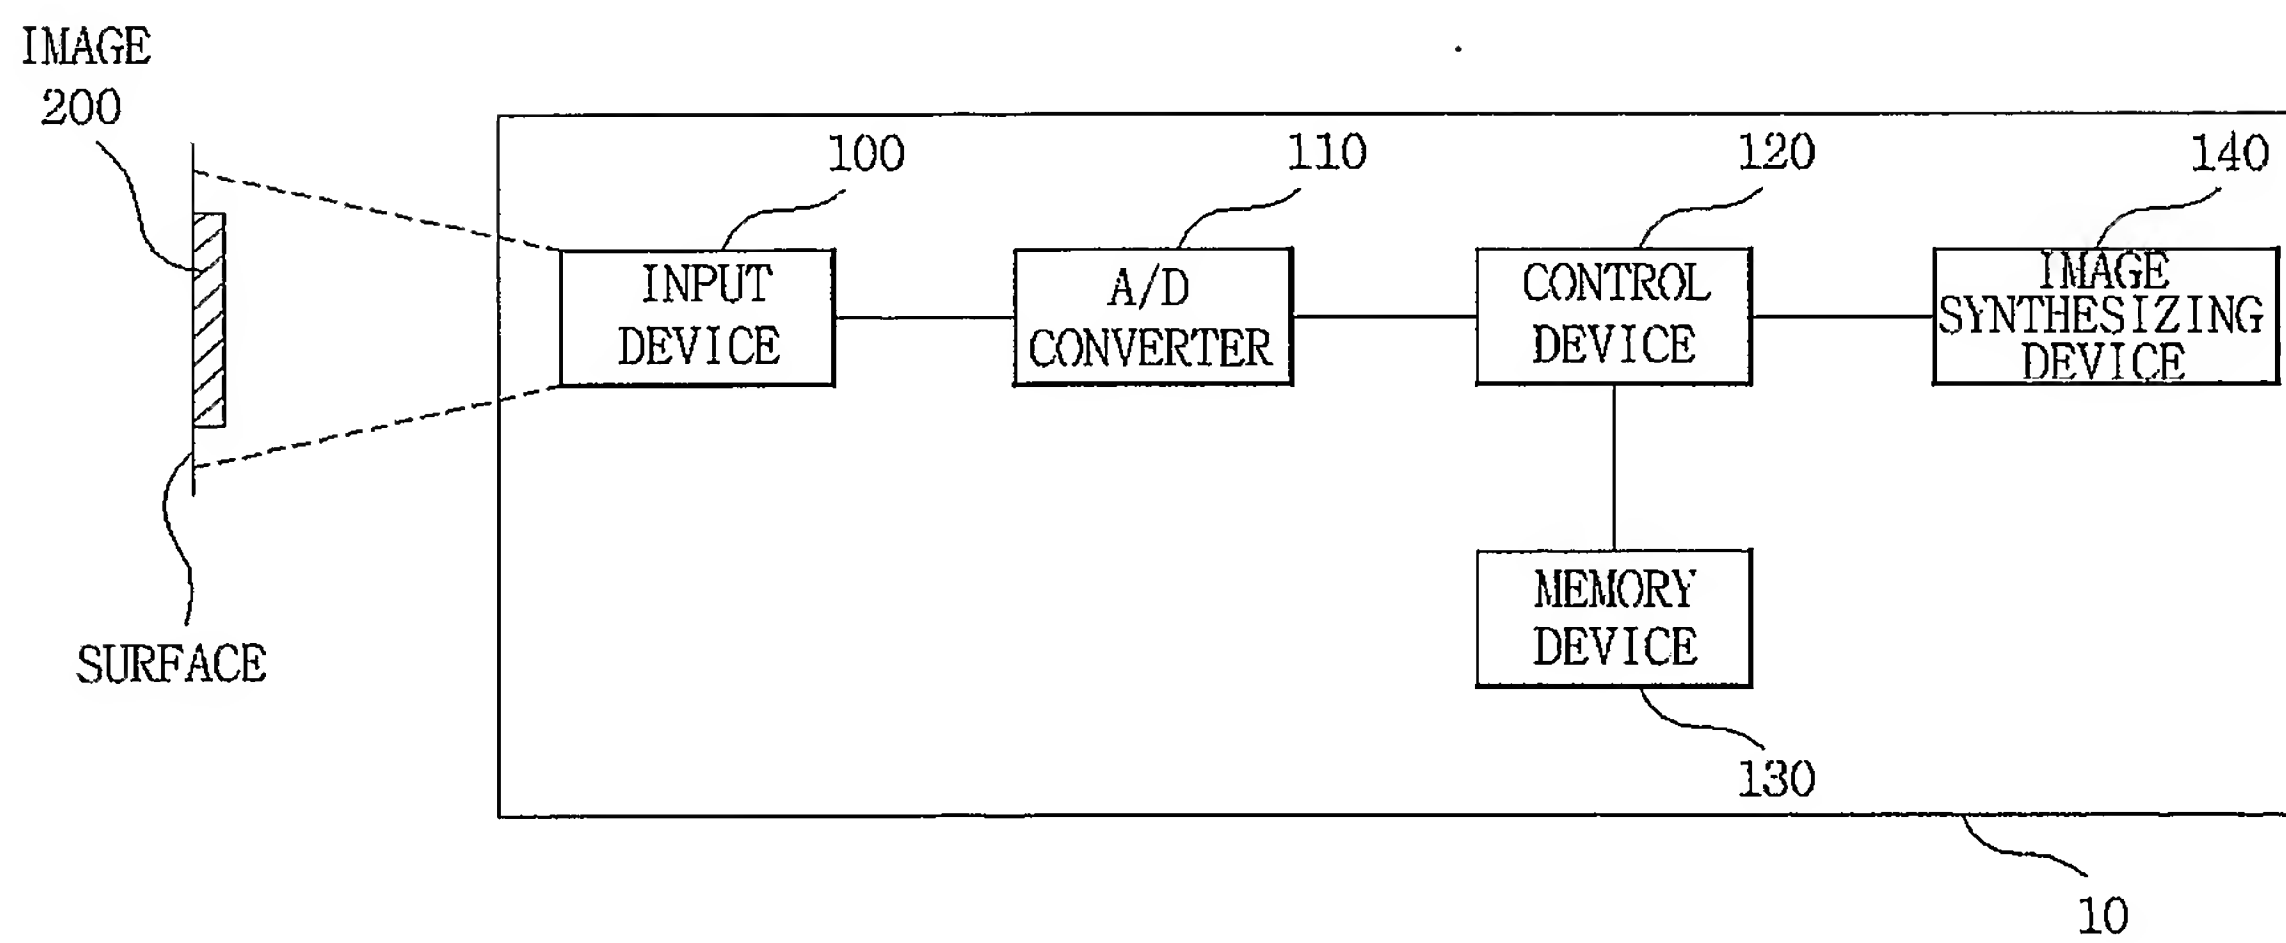 IMAGE
200
100
110
120
140
INPUT
DEVICE
A/D
CONVERTER
CONTROL
DEVICE
IMAGE
SYNTHESIZING
DEVICE
MEMORY
DEVICE
SURFACE
130
10